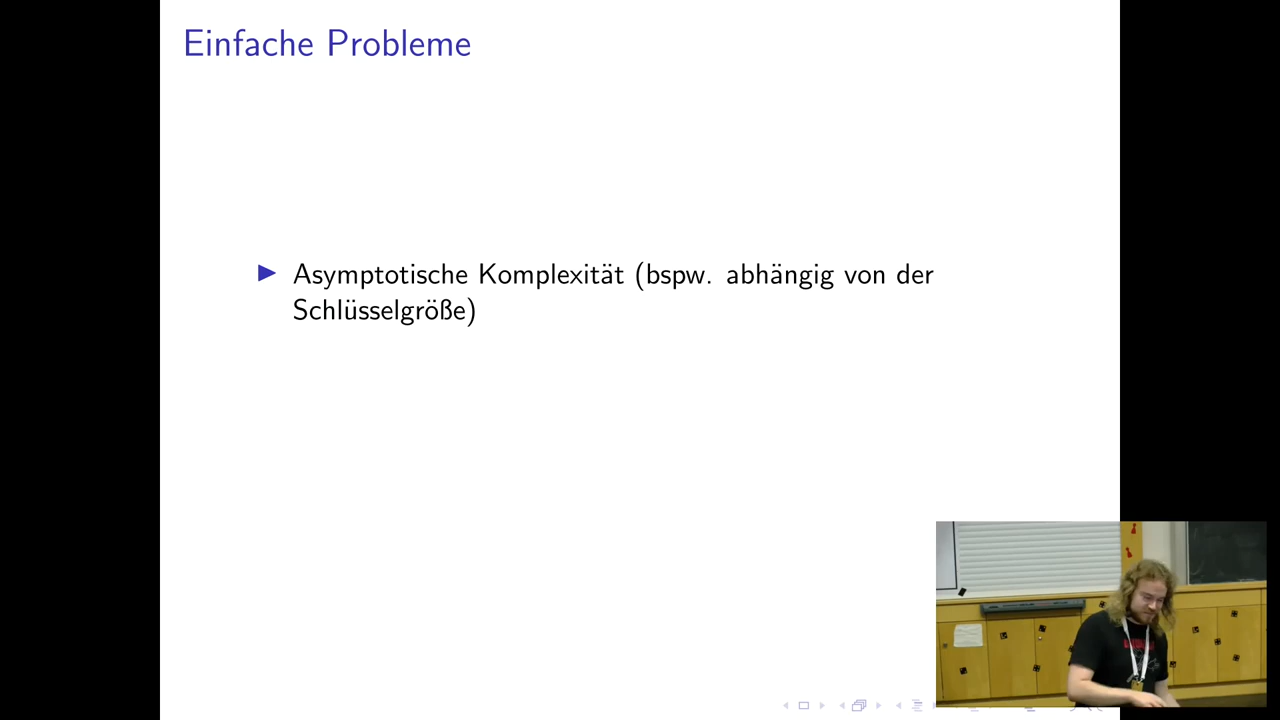 Einfache Probleme
Asymptotische Komplexität (bspw. abhängig von der
Schlüsselgröße)